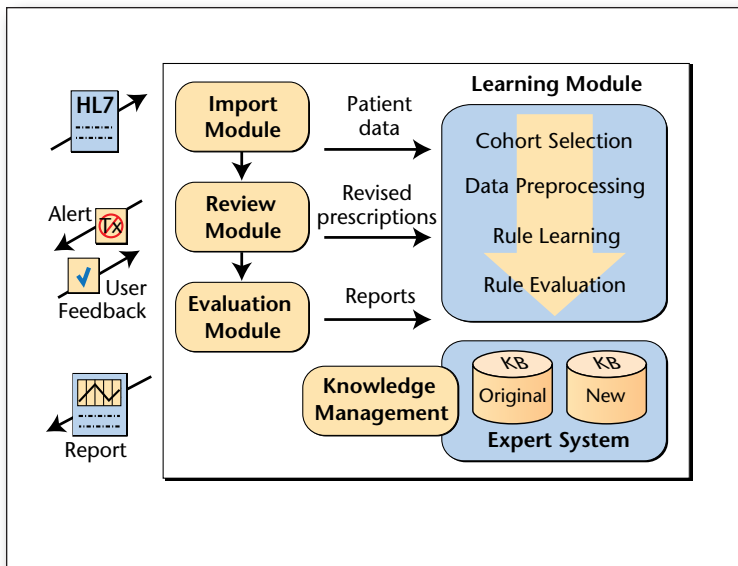 HL7
Alert
Tx
User
Feedback
Report
Import
Module
Review
Module
Evaluation
Module
Patient
data
Revised
prescriptions
Reports
Learning Module
Cohort Selection
Data Preprocessing
Rule Learning
Rule Evaluation
Knowledge
Management
KB
Original
KB
New
Expert System